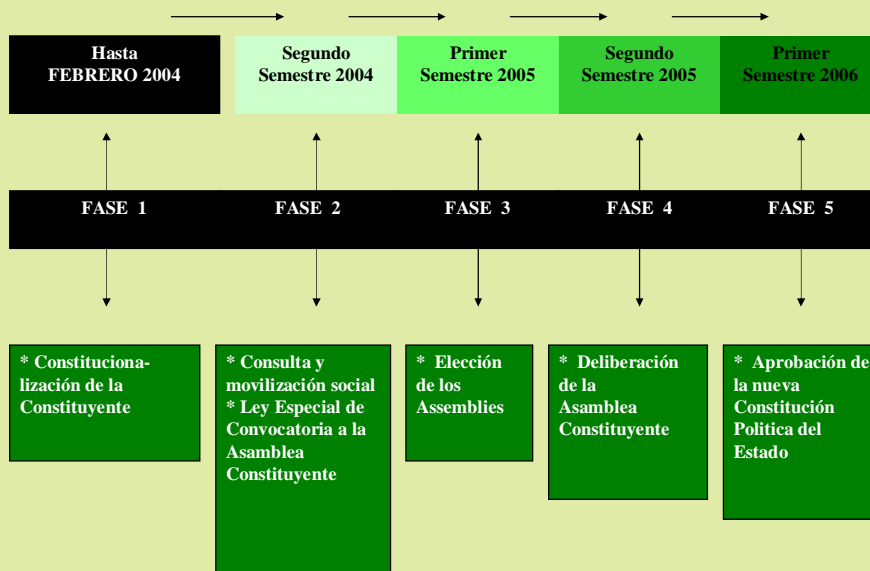 Hasta
FEBRERO 2004
Segundo
Semestre 2004
Primer
Semestre 2005
Segundo
Semestre 2005
Primer
Semestre 2006
FASE 1
FASE 2
FASE 3
FASE 4
FASE 5
* Constituciona-
lización de la
Constituyente
* Consulta y
movilización social
* Ley Especial de
Convocatoria a la
Asamblea
Constituyente
* Elección
de los
Assemblies
* Deliberación
de la
Asamblea
Constituyente
* Aprobación de
la nueva
Constitución
Politica del
Estado